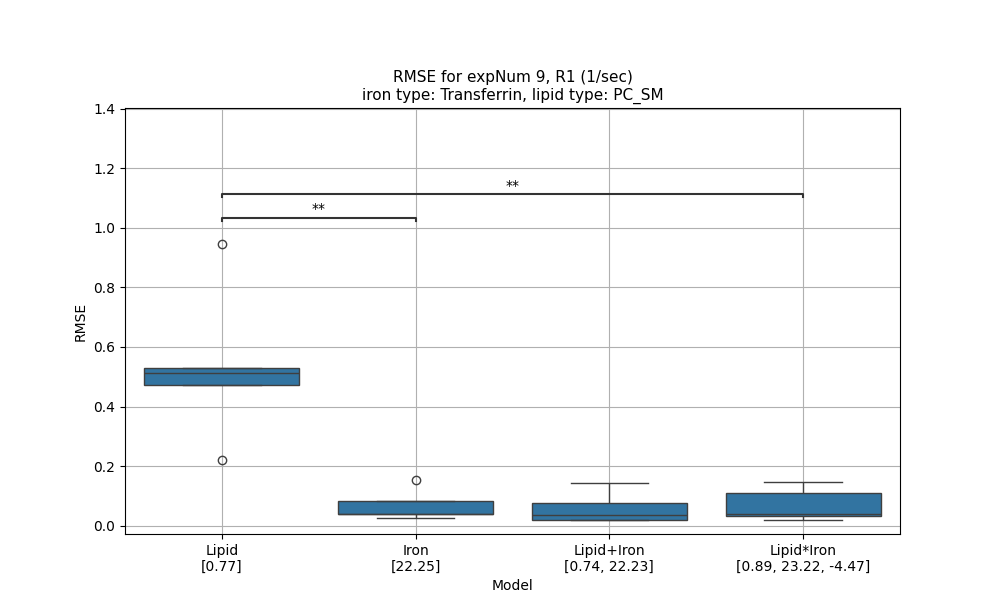 RMSE for expNum 9, R1 (1/sec)
iron type: Transferrin, lipid type: PC_SM
1.4
1.2
1.0
0.8
0.6
0.4
0.2
0.0
RMSE
**
**
Lipid
[0.77]
Iron
[22.25]
Lipid+Iron
[0.74, 22.23]
Lipid*Iron
[0.89, 23.22, -4.47]
Model